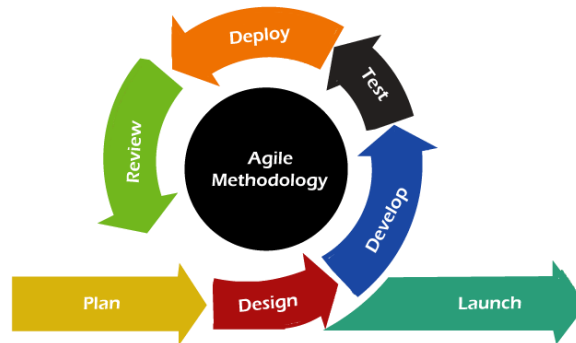 Deploy
Test
Review
Agile
Methodology
Develop
Plan
Design
Launch